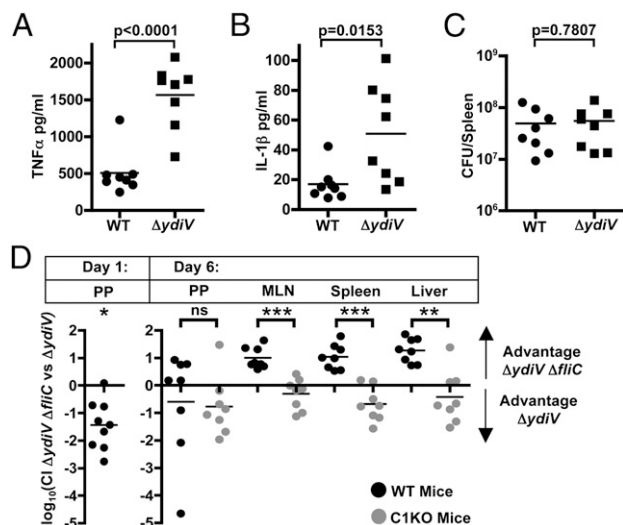 A
p<0.0001
TNFα pg/ml
2500
2000
1500
1000
500
0
WT
ΔydiV
B
p=0.0153
IL-1β pg/ml
100
80
60
40
20
0
WT
ΔydiV
C
p=0.7807
CFU/Spleen
10⁹
10⁸
10⁷
10⁶
WT
ΔydiV
D
Day 1:
Day 6:
PP
PP
MLN
Spleen
Liver
*
ns
***
***
**
log₁₀(CI ΔydiV ΔfliC vs ΔydiV)
2
1
0
-1
-2
-3
-4
-5
2
1
0
-1
-2
-3
-4
-5
Advantage
ΔydiV ΔfliC
Advantage
ΔydiV
WT Mice
C1KO Mice